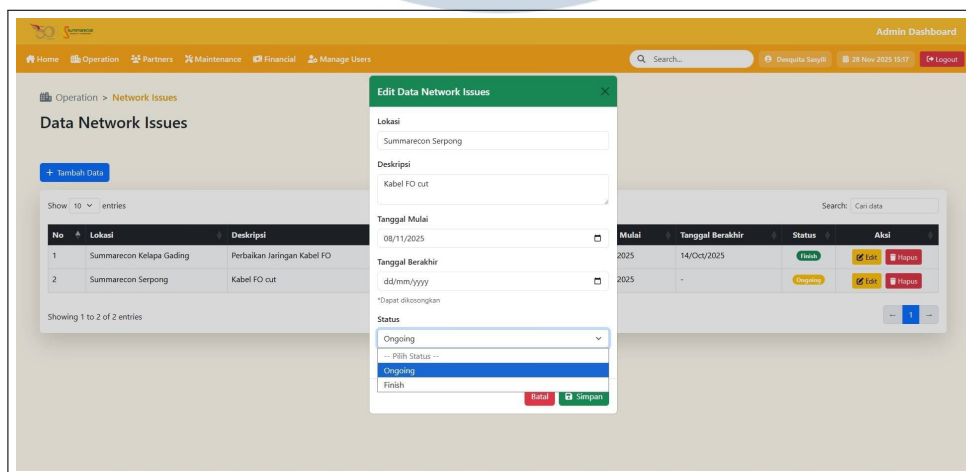 50 Summarecon
Admin Dashboard
Home Operation Partners Maintenance Financial Manage Users
Search...
Desquita Sasyili
28 Nov 2025 15:17
Logout
Operation > Network Issues
Data Network Issues
+ Tambah Data
Show 10 entries
Search: Cari data
No Lokasi Deskripsi Mulai Tanggal Berakhir Status Aksi
1 Summarecon Kelapa Gading Perbaikan Jaringan Kabel FO 2025 14/Oct/2025 Finish Edit Hapus
2 Summarecon Serpong Kabel FO cut 2025 - Ongoing Edit Hapus
Showing 1 to 2 of 2 entries
← 1 →
Edit Data Network Issues
Lokasi
Summarecon Serpong
Deskripsi
Kabel FO cut
Tanggal Mulai
08/11/2025
Tanggal Berakhir
dd/mm/yyyy
*Dapat dikosongkan
Status
Ongoing
-- Pilih Status --
Ongoing
Finish
Batal Simpan